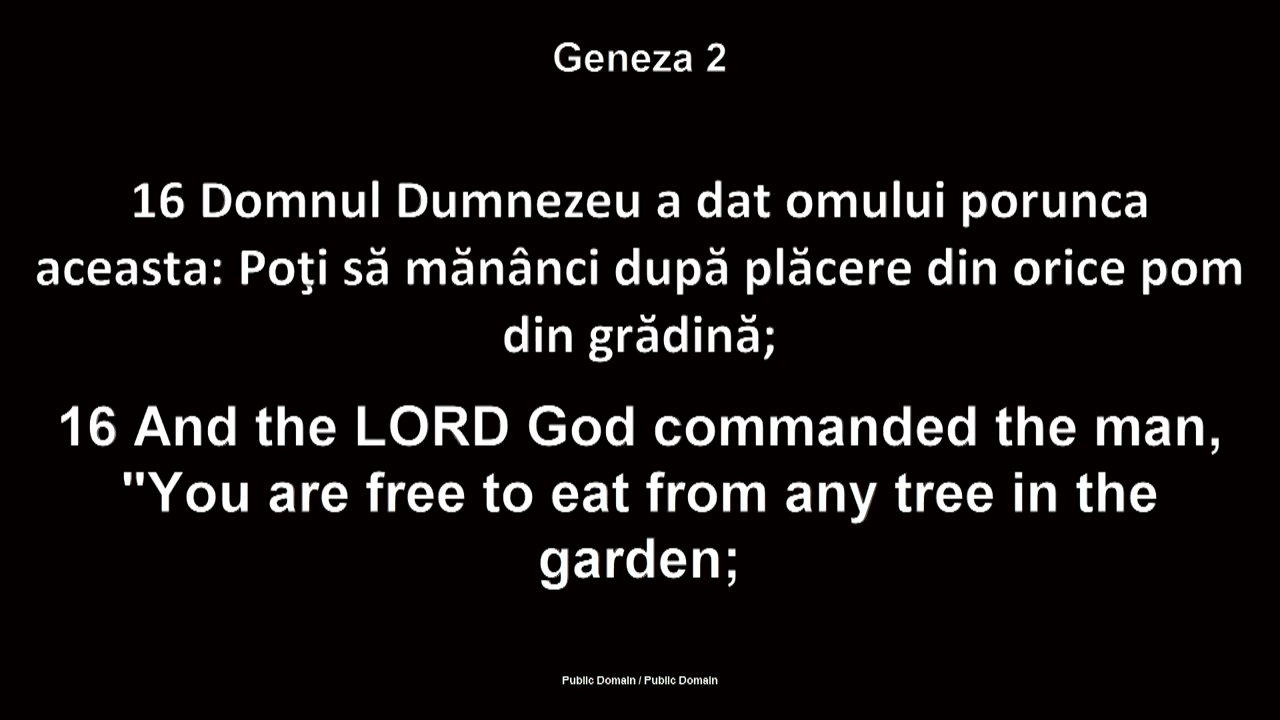 Geneza 2
16 Domnul Dumnezeu a dat omului porunca
aceasta: Poţi să mănânci după plăcere din orice pom
din grădină;
16 And the LORD God commanded the man,
"You are free to eat from any tree in the
garden;
Public Domain / Public Domain